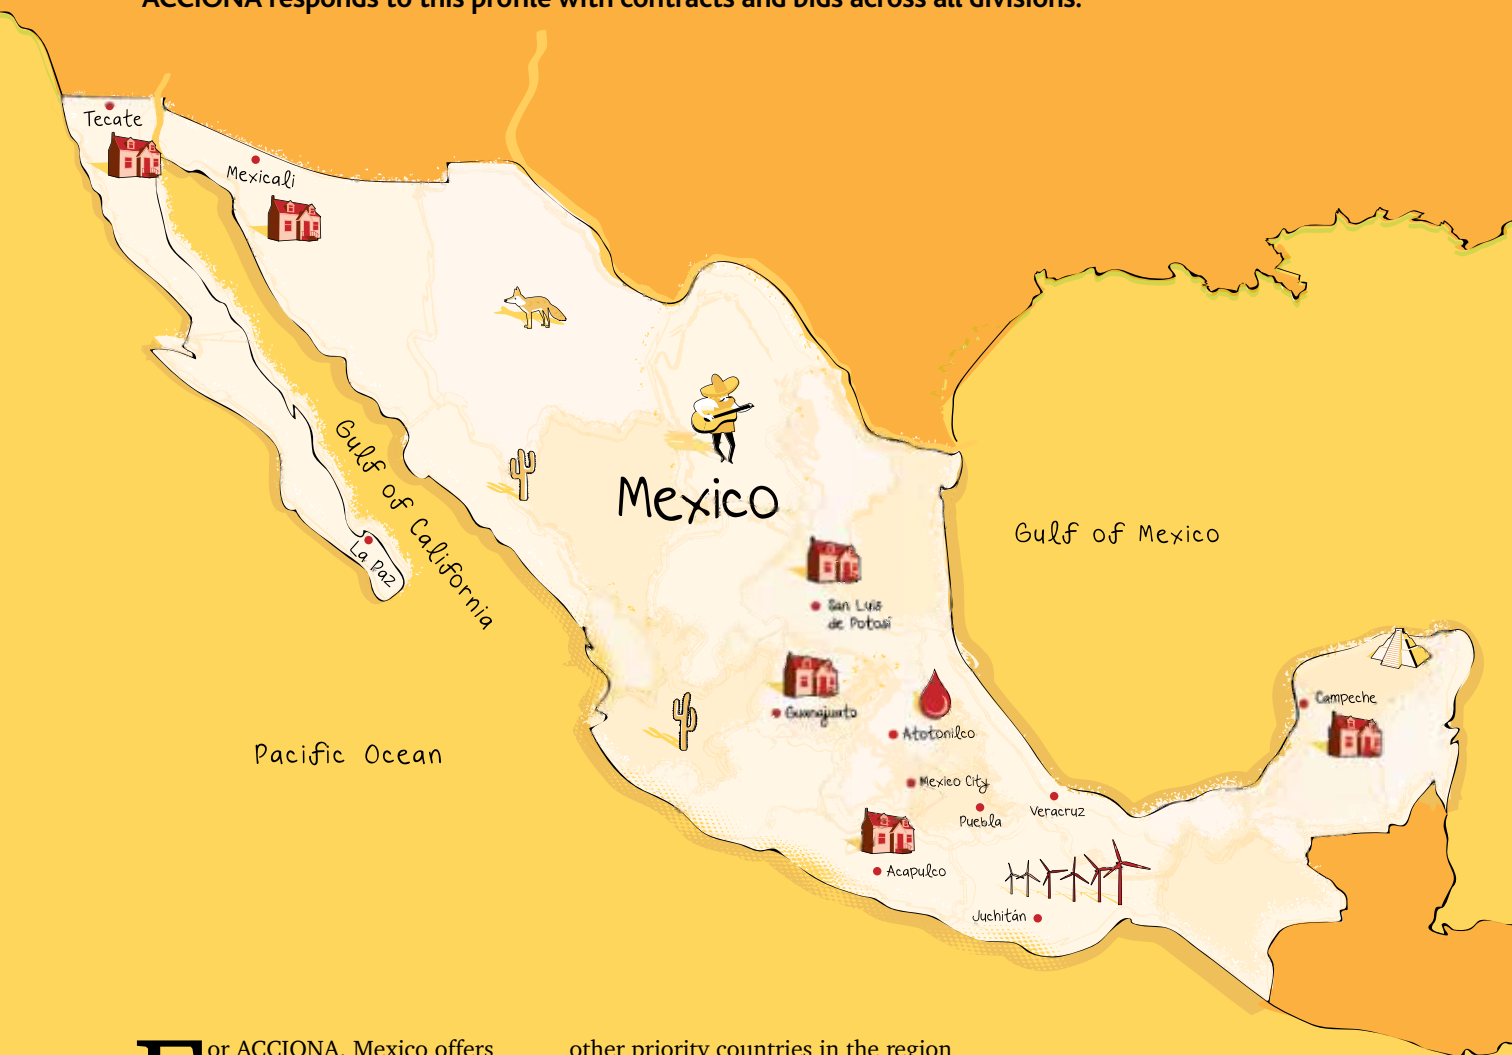 ACCIONA responds to this profile with contracts and bids across all divisions.
Tecate
Mexicali
Gulf of California
La Paz
Mexico
Gulf of Mexico
San Luis
de Potosí
Guanajuato
Atotonilco
Campeche
Pacific Ocean
Mexico City
Puebla
Veracruz
Acapulco
Juchitán
For ACCIONA, Mexico offers
other priority countries in the region